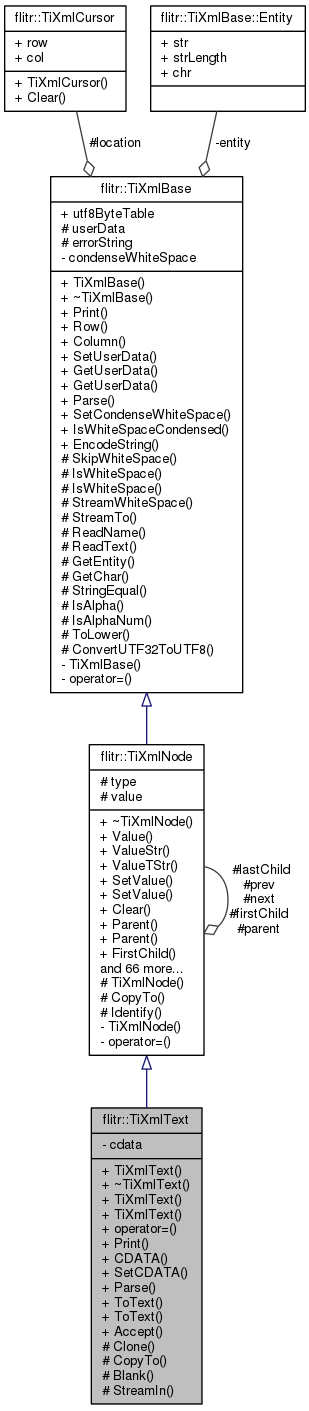 flitr::TiXmlCursor
+ row
+ col
+ TiXmlCursor()
+ Clear()
flitr::TiXmlBase::Entity
+ str
+ strLength
+ chr
#location
-entity
flitr::TiXmlBase
+ utf8ByteTable
# userData
# errorString
- condenseWhiteSpace
+ TiXmlBase()
+ ~TiXmlBase()
+ Print()
+ Row()
+ Column()
+ SetUserData()
+ GetUserData()
+ GetUserData()
+ Parse()
+ SetCondenseWhiteSpace()
+ IsWhiteSpaceCondensed()
+ EncodeString()
# SkipWhiteSpace()
# IsWhiteSpace()
# IsWhiteSpace()
# StreamWhiteSpace()
# StreamTo()
# ReadName()
# ReadText()
# GetEntity()
# GetChar()
# StringEqual()
# IsAlpha()
# IsAlphaNum()
# ToLower()
# ConvertUTF32ToUTF8()
- TiXmlBase()
- operator=()
flitr::TiXmlNode
# type
# value
+ ~TiXmlNode()
+ Value()
+ ValueStr()
+ ValueTStr()
+ SetValue()
+ SetValue()
+ Clear()
+ Parent()
+ Parent()
+ FirstChild()
and 66 more...
# TiXmlNode()
# CopyTo()
# Identify()
- TiXmlNode()
- operator=()
#lastChild
#prev
#next
#firstChild
#parent
flitr::TiXmlText
- cdata
+ TiXmlText()
+ ~TiXmlText()
+ TiXmlText()
+ TiXmlText()
+ operator=()
+ Print()
+ CDATA()
+ SetCDATA()
+ Parse()
+ ToText()
+ ToText()
+ Accept()
# Clone()
# CopyTo()
# Blank()
# StreamIn()